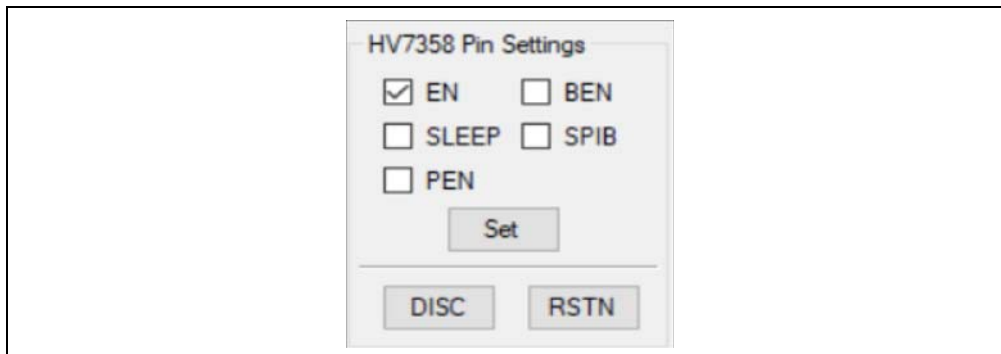 HV7358 Pin Settings
EN BEN
SLEEP SPIB
PEN
Set
DISC RSTN